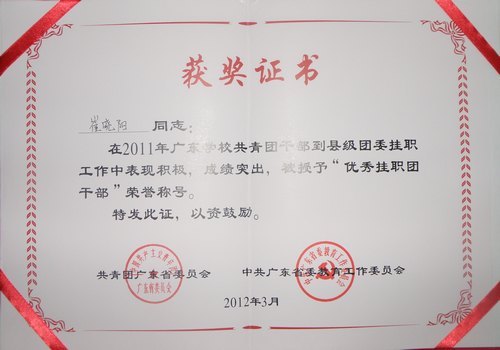 获奖证书
崔晓阳 同志：
在2011年广东学校共青团干部到县级团委挂职
工作中表现积极，成绩突出，被授予“优秀挂职团
干部”荣誉称号。
特发此证，以资鼓励。
共青团广东省委员会 中共广东省委教育工作委员会
2012年3月